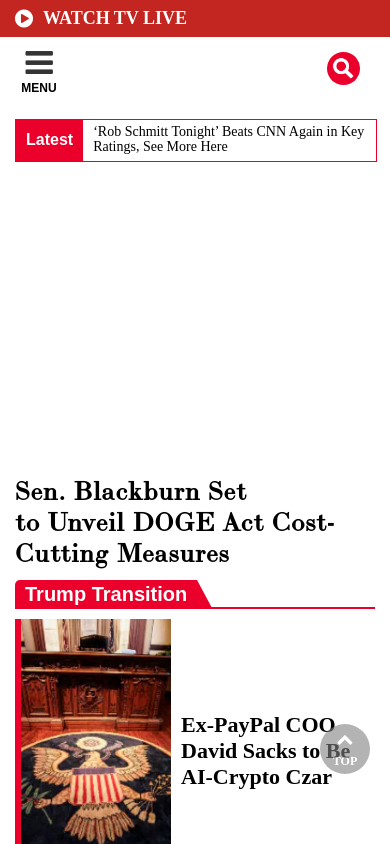 WATCH TV LIVE
MENU
Latest
‘Rob Schmitt Tonight’ Beats CNN Again in Key
Ratings, See More Here
Sen. Blackburn Set
to Unveil DOGE Act Cost-
Cutting Measures
Trump Transition
Ex-PayPal COO
David Sacks to Be
AI-Crypto Czar
TOP